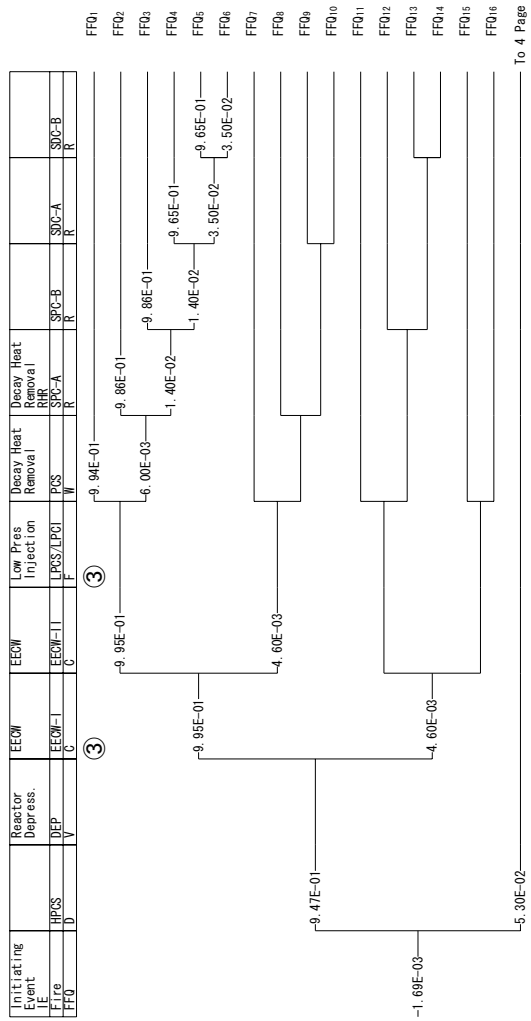 Initiating Event IE Reactor Depress. EECW EECW Low Pres Injection Decay Heat Removal Decay Heat Removal RHR
Fire HPCS DEP EECW-I EECW-II LPCS/LPCI PCS SPC-A SPC-B SDC-A SDC-B
FFQ D V C C F W R R R R
③ ③
9.94E-01 FFQ1
9.86E-01 FFQ2
9.95E-01
6.00E-03
9.86E-01 FFQ3
1.40E-02
9.65E-01 FFQ4
1.40E-02
9.65E-01 FFQ5
3.50E-02
3.50E-02 FFQ6
9.95E-01
FFQ7
4.60E-03
FFQ8
FFQ9
FFQ10
9.47E-01
FFQ11
FFQ12
FFQ13
FFQ14
4.60E-03
FFQ15
FFQ16
1.69E-03
5.30E-02 To 4 Page